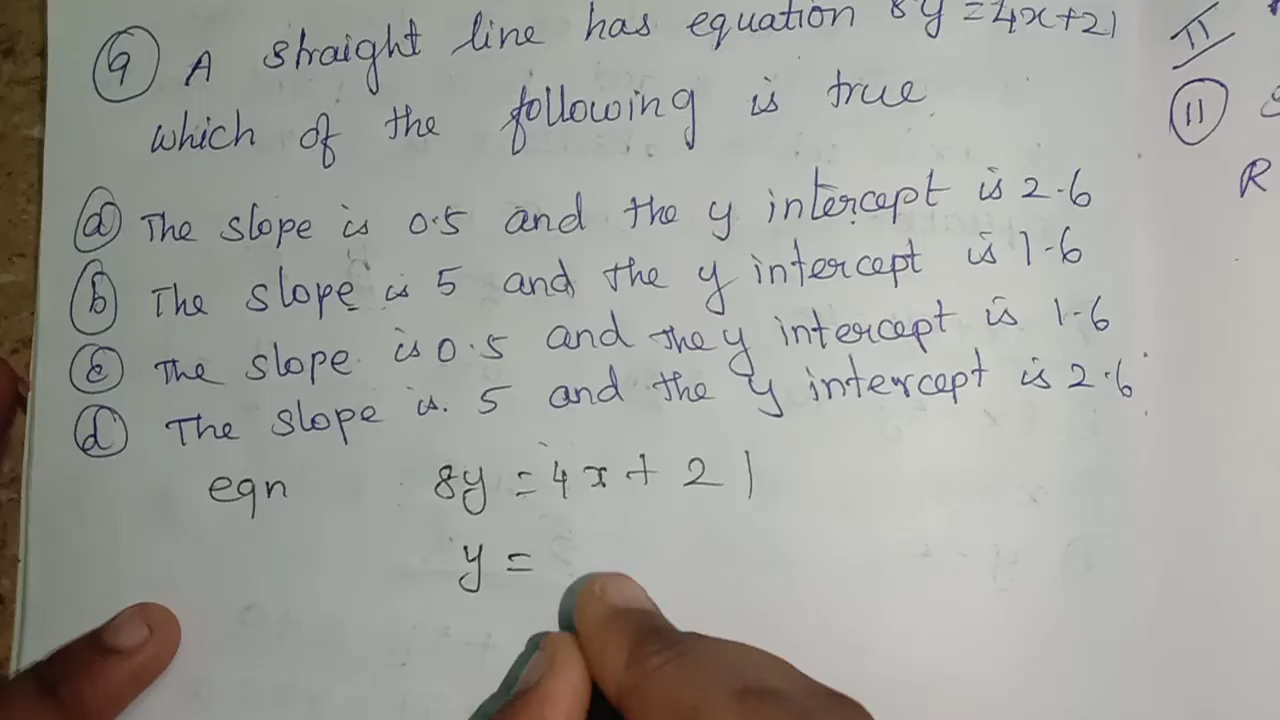 9 A straight line has equation 8y = 4x+21
which of the following is true
a The slope is 0.5 and the y intercept is 2.6
b The slope is 5 and the y intercept is 1.6
c The slope is 0.5 and the y intercept is 1.6
d The slope is 5 and the y intercept is 2.6
eqn 8y = 4x + 21
y =
II
11
R